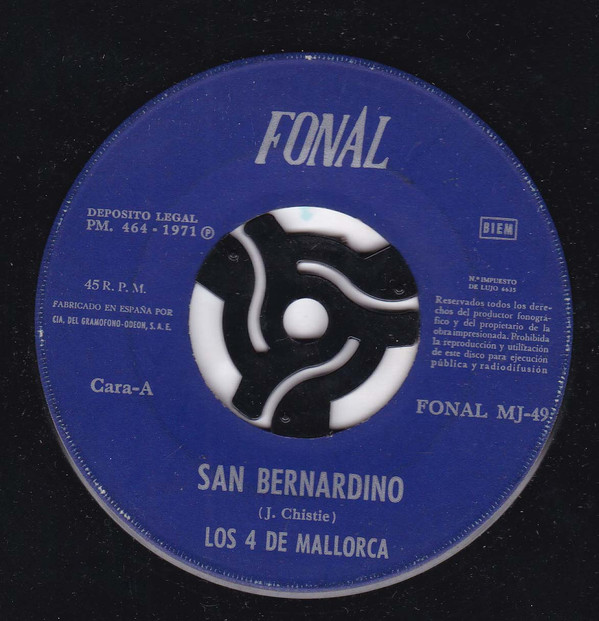 FONAL
DEPOSITO LEGAL
PM. 464 - 1971 Ⓟ
BIEM
45 R. P. M.
FABRICADO EN ESPAÑA POR
CIA. DEL GRAMOFONO-ODEON, S. A. E.
N.º IMPUESTO
DE LUJO 6635
Reservados todos los dere-
chos del productor fonográ-
fico y del propietario de la
obra impresionada. Prohibida
la reproducción y utilización
de este disco para ejecución
pública y radiodifusión
Cara-A
FONAL MJ-49
SAN BERNARDINO
(J. Chistie)
LOS 4 DE MALLORCA